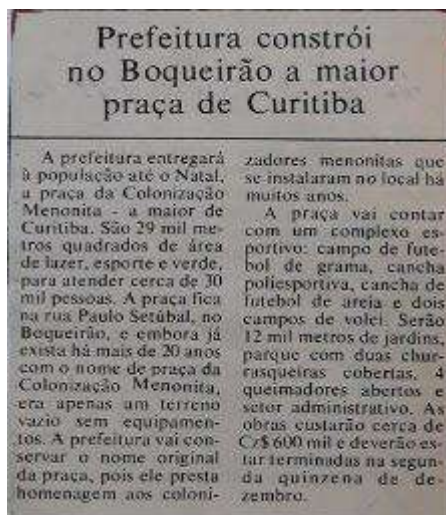 Prefeitura constrói
no Boqueirão a maior
praça de Curitiba
A prefeitura entregará
à população até o Natal,
a praça da Colonização
Menonita - a maior de
Curitiba. São 29 mil me-
tros quadrados de área
de lazer, esporte e verde,
para atender cerca de 30
mil pessoas. A praça fica
na rua Paulo Setúbal, no
Boqueirão, e embora já
exista há mais de 20 anos
com o nome de praça da
Colonização Menonita,
era apenas um terreno
vazio sem equipamen-
tos. A prefeitura vai con-
servar o nome original
da praça, pois ele presta
homenagem aos coloni-
zadores menonitas que
se instalaram no local há
muitos anos.
A praça vai contar
com um complexo es-
portivo: campo de fute-
bol de grama, cancha
poliesportiva, cancha de
futebol de areia e dois
campos de volei. Serão
12 mil metros de jardins,
parque com duas chur-
rasqueiras cobertas, 4
queimadores abertos e
setor administrativo. As
obras custarão cerca de
Cz$ 600 mil e deverão es-
tar terminadas na segun-
da quinzena de de-
zembro.